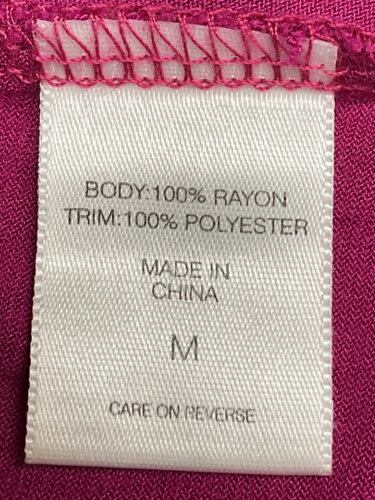 BODY:100% RAYON
TRIM:100% POLYESTER
MADE IN
CHINA
M
CARE ON REVERSE